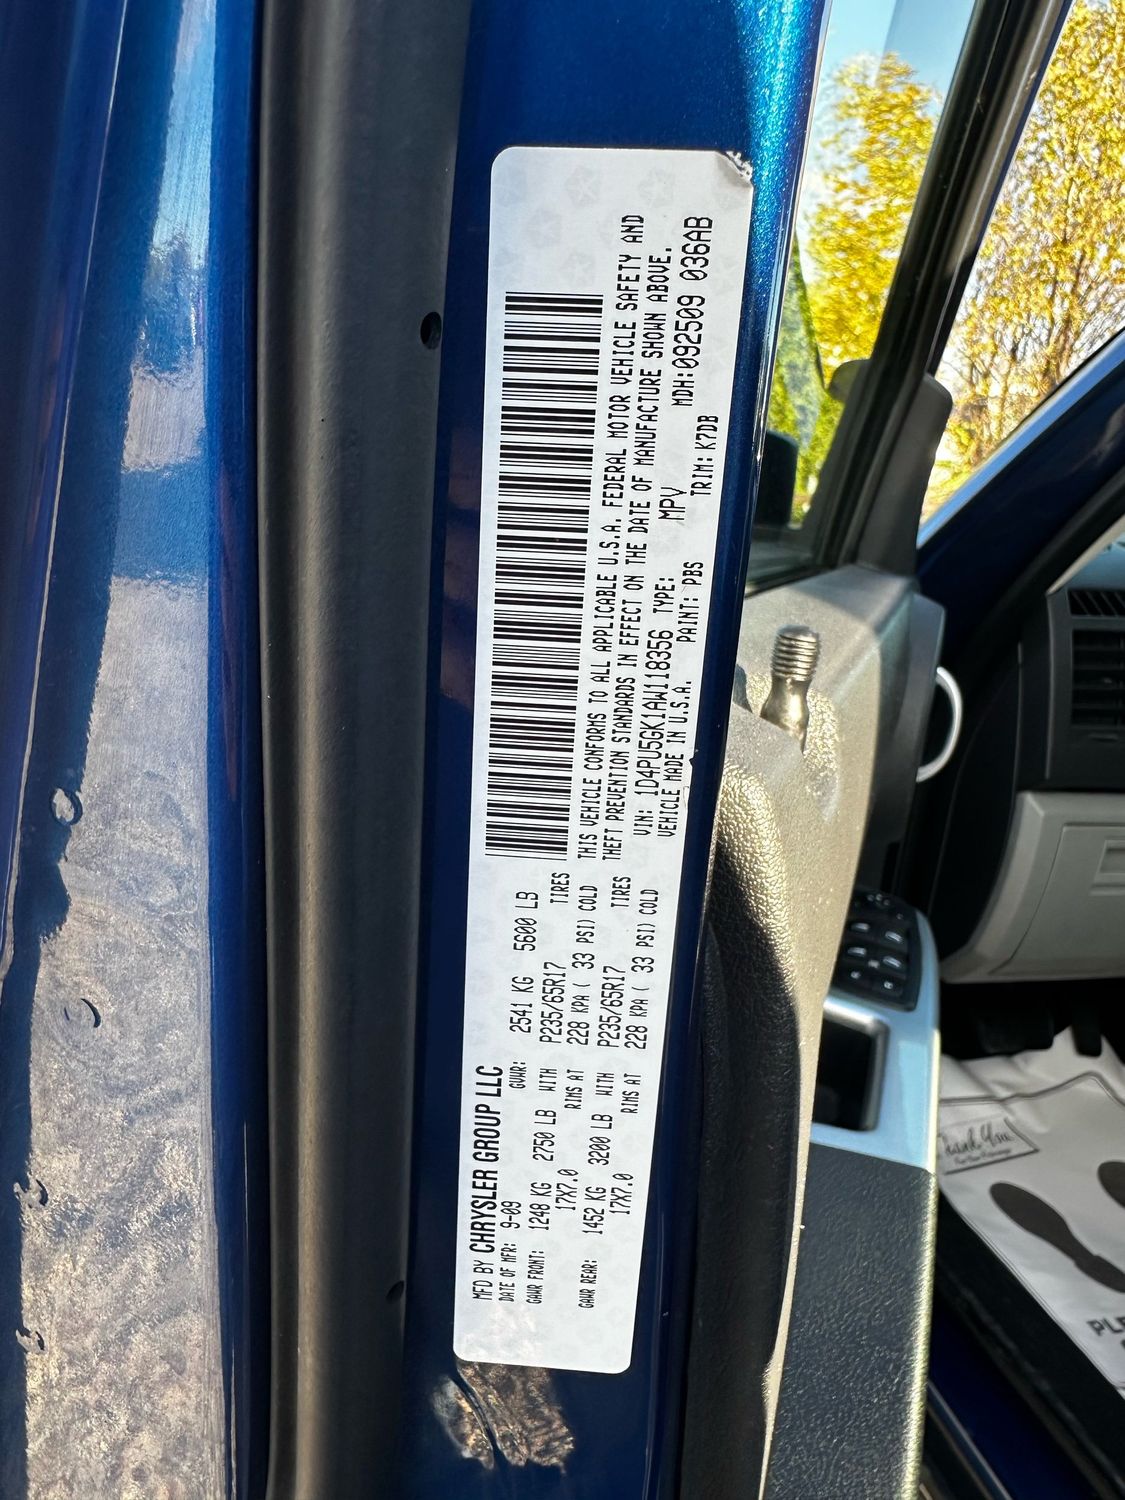 MFD BY CHRYSLER GROUP LLC
DATE OF MFR: 9-09 GVWR: 2541 KG 5600 LB
GAWR FRONT: 1248 KG 2750 LB WITH P235/65R17 TIRES
17X7.0 RIMS AT 228 KPA ( 33 PSI) COLD
GAWR REAR: 1452 KG 3200 LB WITH P235/65R17 TIRES
17X7.0 RIMS AT 228 KPA ( 33 PSI) COLD
THIS VEHICLE CONFORMS TO ALL APPLICABLE U.S.A. FEDERAL MOTOR VEHICLE SAFETY AND
THEFT PREVENTION STANDARDS IN EFFECT ON THE DATE OF MANUFACTURE SHOWN ABOVE.
VIN: 1D4PU5GK1AW118356 TYPE: MPV MDH:092509 036AB
VEHICLE MADE IN U.S.A. PAINT: PBS TRIM: K7DB
Thank You